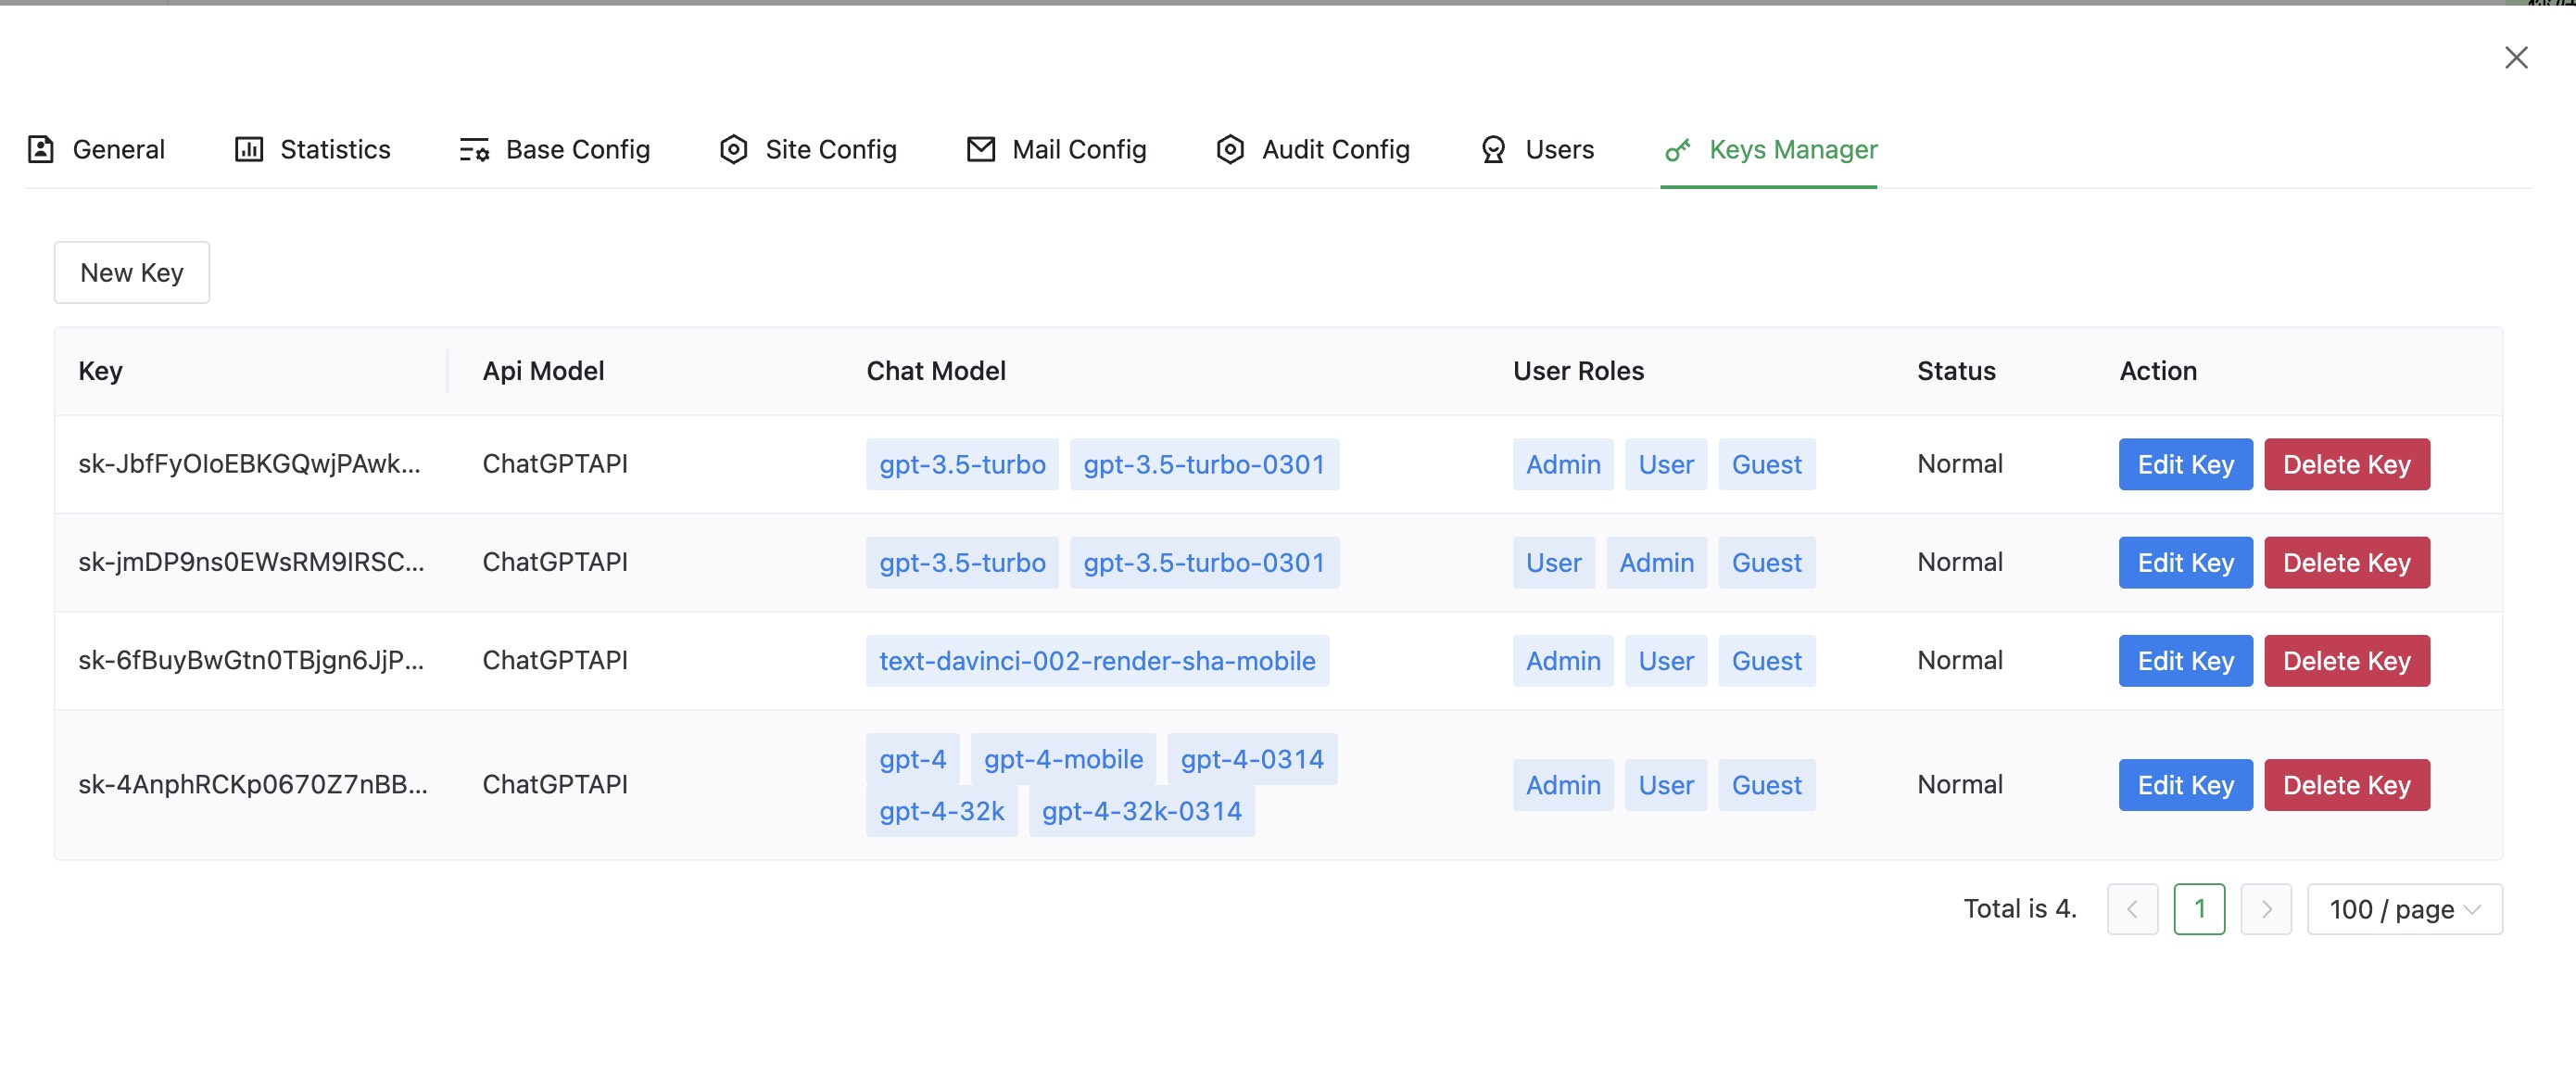 General Statistics Base Config Site Config Mail Config Audit Config Users Keys Manager
New Key
Key Api Model Chat Model User Roles Status Action
sk-JbfFyOIoEBKGQwjPAwk... ChatGPTAPI gpt-3.5-turbo gpt-3.5-turbo-0301 Admin User Guest Normal Edit Key Delete Key
sk-jmDP9ns0EWsRM9IRSC... ChatGPTAPI gpt-3.5-turbo gpt-3.5-turbo-0301 User Admin Guest Normal Edit Key Delete Key
sk-6fBuyBwGtn0TBjgn6JjP... ChatGPTAPI text-davinci-002-render-sha-mobile Admin User Guest Normal Edit Key Delete Key
sk-4AnphRCKp0670Z7nBB... ChatGPTAPI gpt-4 gpt-4-mobile gpt-4-0314 Admin User Guest Normal Edit Key Delete Key
gpt-4-32k gpt-4-32k-0314
Total is 4. 1 100 / page